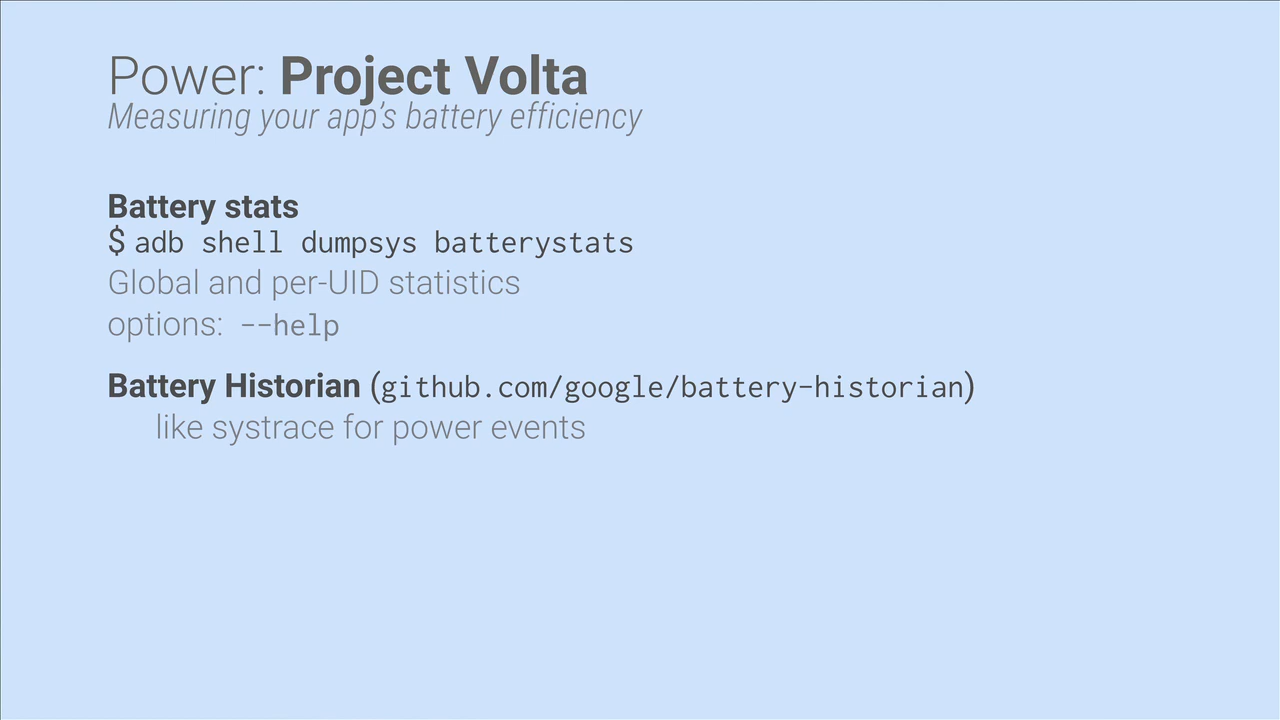 Power: Project Volta
Measuring your app's battery efficiency
Battery stats
$ adb shell dumpsys batterystats
Global and per-UID statistics
options: --help
Battery Historian (github.com/google/battery-historian)
like systrace for power events